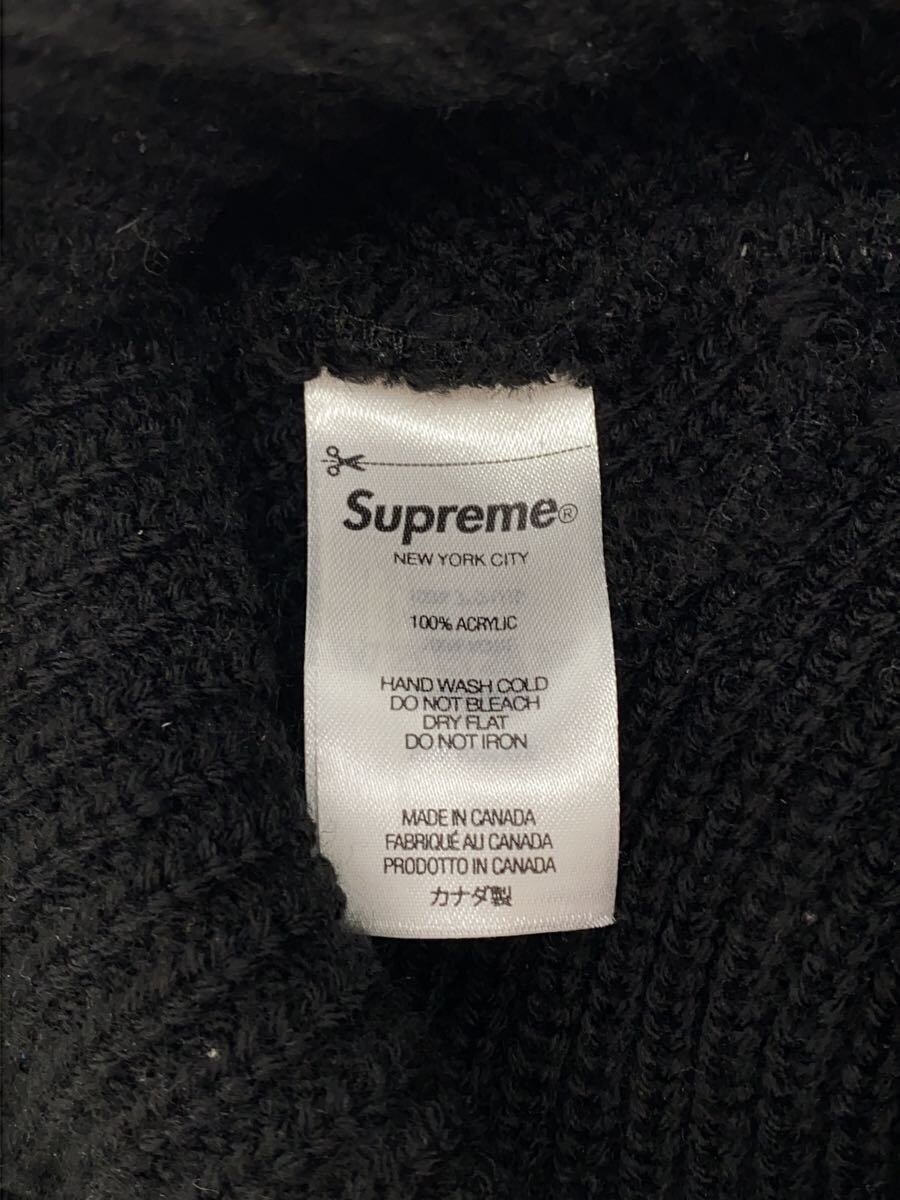 Supreme®
NEW YORK CITY
100% ACRYLIC
HAND WASH COLD
DO NOT BLEACH
DRY FLAT
DO NOT IRON
MADE IN CANADA
FABRIQUÉ AU CANADA
PRODOTTO IN CANADA
カナダ製